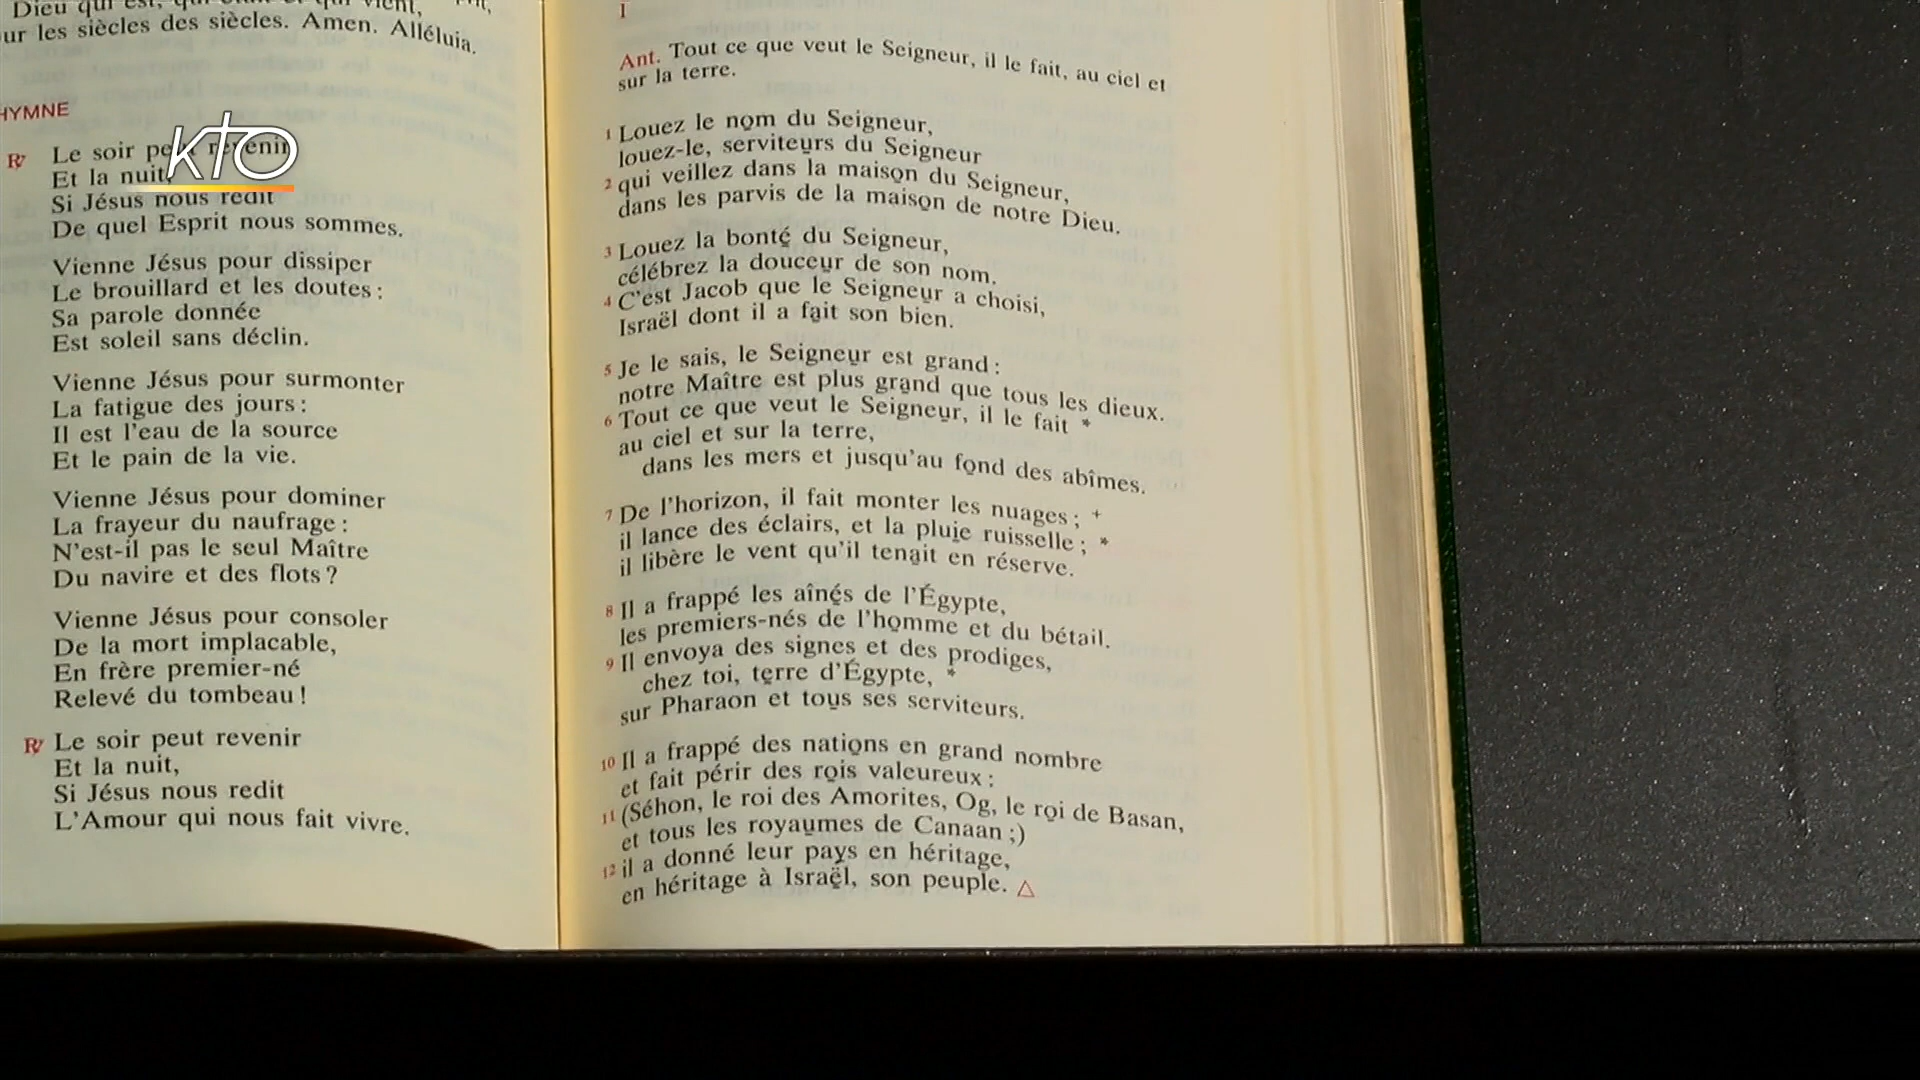 Dieu qui est, qui était et qui vient,
ur les siècles des siècles. Amen. Alléluia.
HYMNE
℟ Le soir peut revenir
Et la nuit,
Si Jésus nous redit
De quel Esprit nous sommes.
Vienne Jésus pour dissiper
Le brouillard et les doutes :
Sa parole donnée
Est soleil sans déclin.
Vienne Jésus pour surmonter
La fatigue des jours :
Il est l'eau de la source
Et le pain de la vie.
Vienne Jésus pour dominer
La frayeur du naufrage :
N'est-il pas le seul Maître
Du navire et des flots ?
Vienne Jésus pour consoler
De la mort implacable,
En frère premier-né
Relevé du tombeau !
℟ Le soir peut revenir
Et la nuit,
Si Jésus nous redit
L'Amour qui nous fait vivre.
kto
I
Ant. Tout ce que veut le Seigneur, il le fait, au ciel et
sur la terre.
1 Louez le nom du Seigneur,
louez-le, serviteurs du Seigneur
2 qui veillez dans la maison du Seigneur,
dans les parvis de la maison de notre Dieu.
3 Louez la bonté du Seigneur,
célébrez la douceur de son nom.
4 C'est Jacob que le Seigneur a choisi,
Israël dont il a fait son bien.
5 Je le sais, le Seigneur est grand :
notre Maître est plus grand que tous les dieux.
6 Tout ce que veut le Seigneur, il le fait *
au ciel et sur la terre,
dans les mers et jusqu'au fond des abîmes.
7 De l'horizon, il fait monter les nuages ; +
il lance des éclairs, et la pluie ruisselle ; *
il libère le vent qu'il tenait en réserve.
8 Il a frappé les aînés de l'Égypte,
les premiers-nés de l'homme et du bétail.
9 Il envoya des signes et des prodiges,
chez toi, terre d'Égypte, *
sur Pharaon et tous ses serviteurs.
10 Il a frappé des nations en grand nombre
et fait périr des rois valeureux :
11 (Séhon, le roi des Amorites, Og, le roi de Basan,
et tous les royaumes de Canaan ;)
12 il a donné leur pays en héritage,
en héritage à Israël, son peuple. △